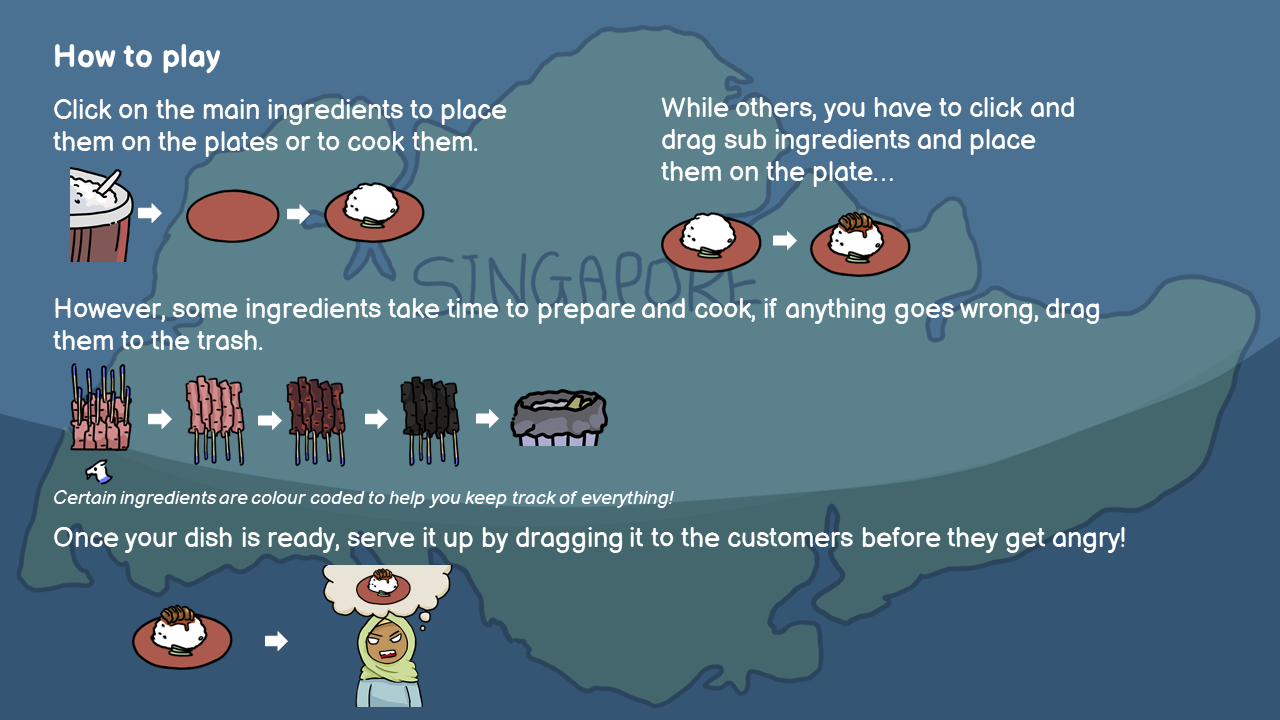 How to play
Click on the main ingredients to place
them on the plates or to cook them.
While others, you have to click and
drag sub ingredients and place
them on the plate...
SINGAPORE
However, some ingredients take time to prepare and cook, if anything goes wrong, drag
them to the trash.
Certain ingredients are colour coded to help you keep track of everything!
Once your dish is ready, serve it up by dragging it to the customers before they get angry!